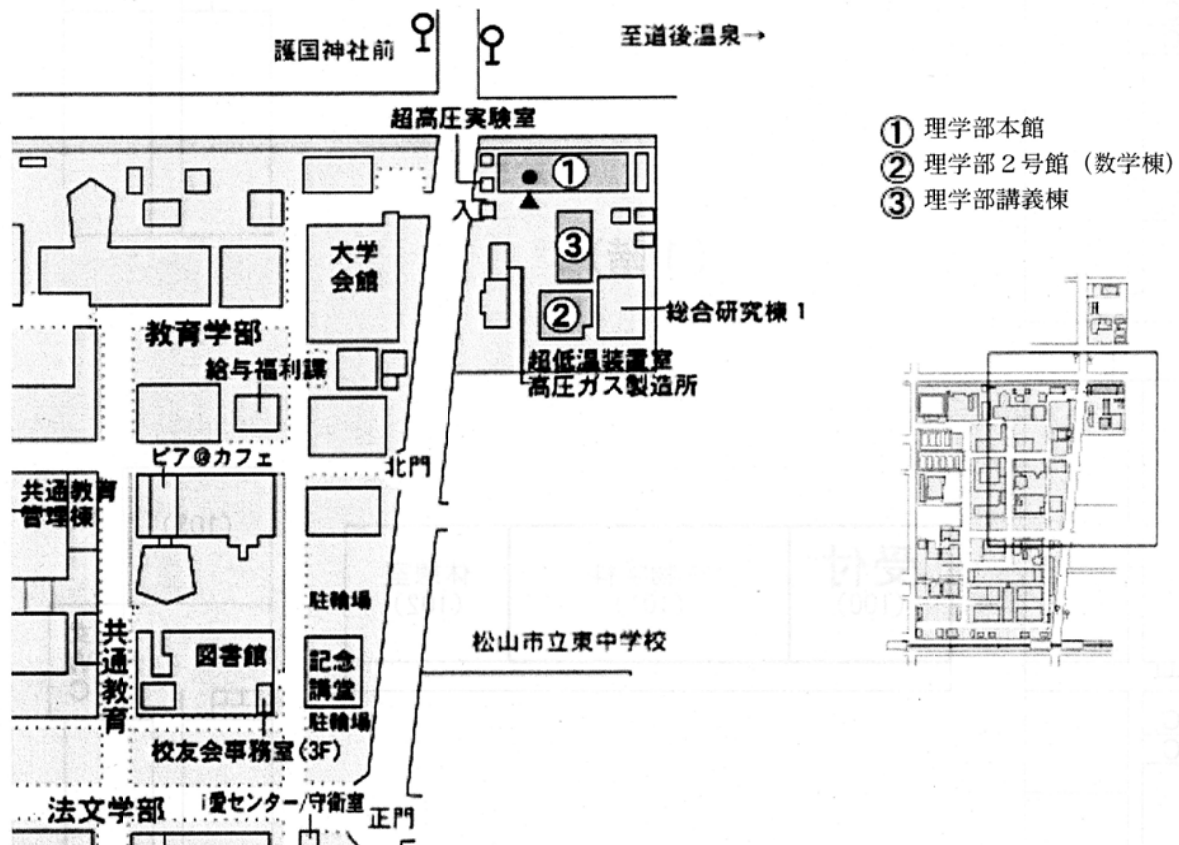 護国神社前
至道後温泉→
超高圧実験室
① 理学部本館
② 理学部2号館(数学棟)
③ 理学部講義棟
①
入
大学
会館
③
②
総合研究棟1
教育学部
給与福利課
超低温装置室
高圧ガス製造所
ピア@カフェ
北門
共通教育
管理棟
駐輪場
共通教育
図書館
記念
講堂
松山市立東中学校
駐輪場
校友会事務室(3F)
法文学部
i愛センター/守衛室
正門